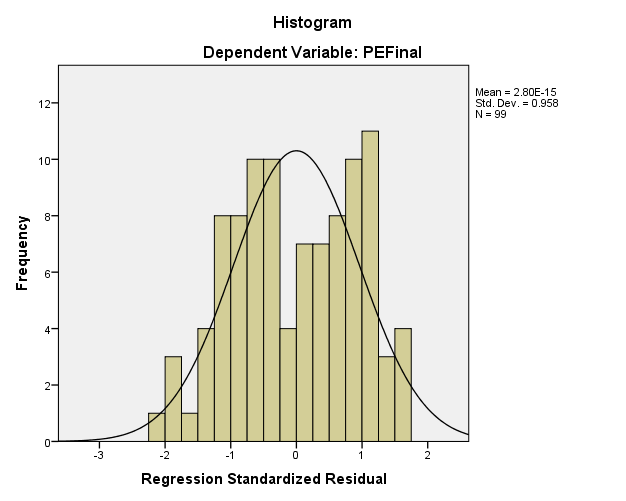 Histogram
Dependent Variable: PEFinal
Mean = 2.80E-15
Std. Dev. = 0.958
N = 99
12
10
8
6
4
2
0
Frequency
-3 -2 -1 0 1 2
Regression Standardized Residual